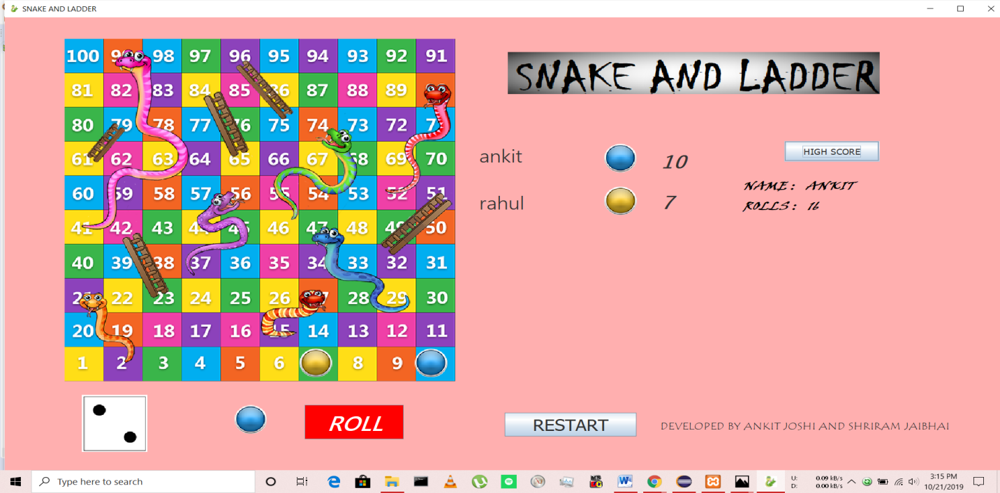 SNAKE AND LADDER
100 99 98 97 96 95 94 93 92 91
81 82 83 84 85 86 87 88 89
80 79 78 77 76 75 74 73 72 71
61 62 63 64 65 66 67 68 69 70
60 59 58 57 56 55 54 53 52 51
41 42 43 44 45 46 47 48 49 50
40 39 38 37 36 35 34 33 32 31
21 22 23 24 25 26 27 28 29 30
20 19 18 17 16 15 14 13 12 11
1 2 3 4 5 6 8 9
SNAKE AND LADDER
ankit 10
HIGH SCORE
NAME: ANKIT
ROLLS: 16
rahul 7
ROLL
RESTART
DEVELOPED BY ANKIT JOSHI AND SHRIRAM JAIBHAI
Type here to search
U: 0.09 kB/s
D: 0.00 kB/s
3:15 PM
10/21/2019